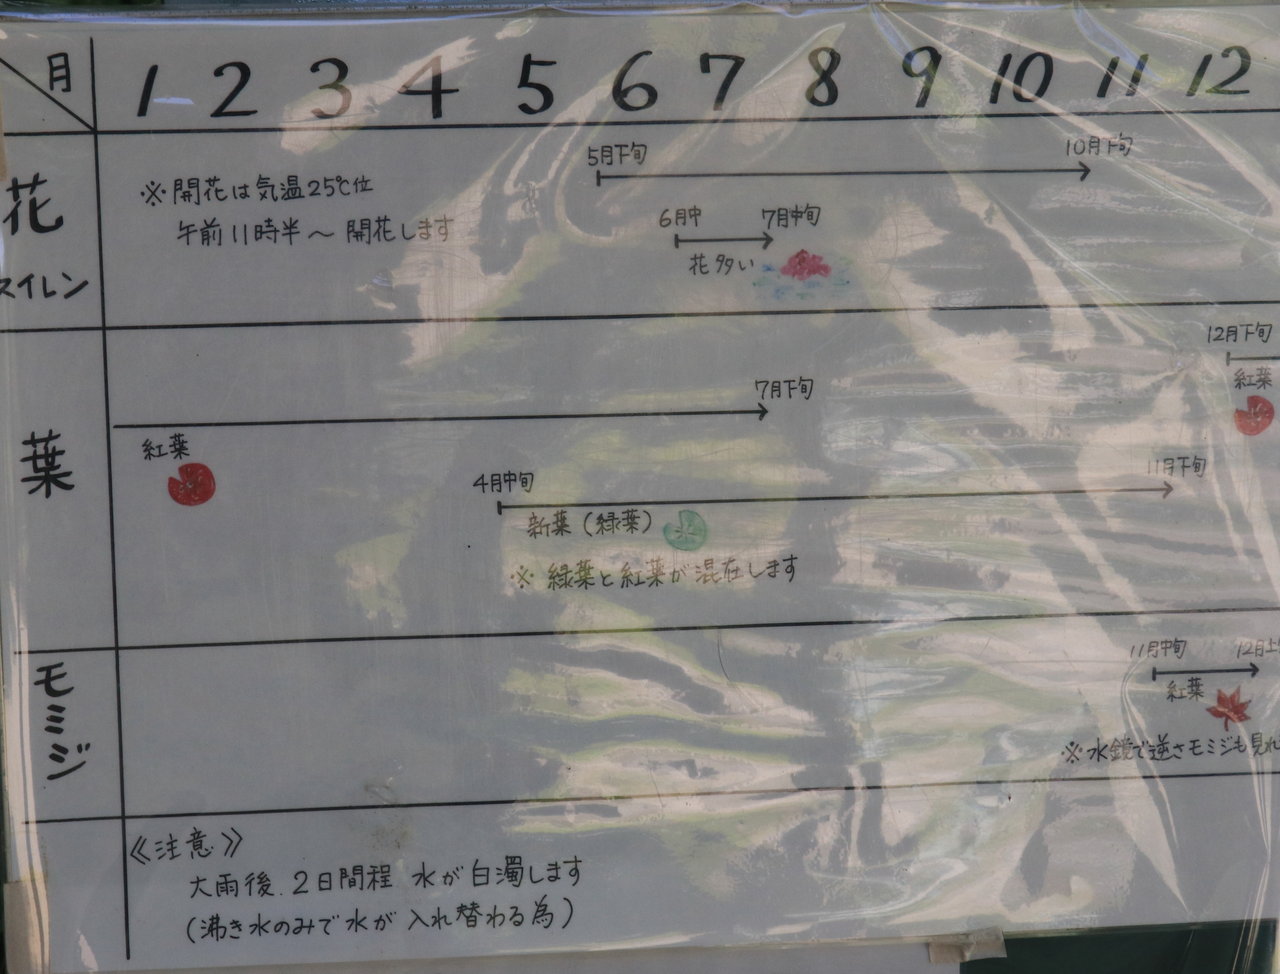 月 1 2 3 4 5 6 7 8 9 10 11 12
花
スイレン
※開花は気温25℃位
午前11時半～開花します
5月下旬 10月下旬
6月中 7月中旬
花多い
葉
12月下旬
紅葉
7月下旬
紅葉
4月中旬 11月下旬
新葉(緑葉)
※緑葉と紅葉が混在します
モミジ
11月中旬 12月上
紅葉
※水鏡で逆さモミジも見れ
《注意》
大雨後、2日間程 水が白濁します
(沸き水のみで水が入れ替わる為)